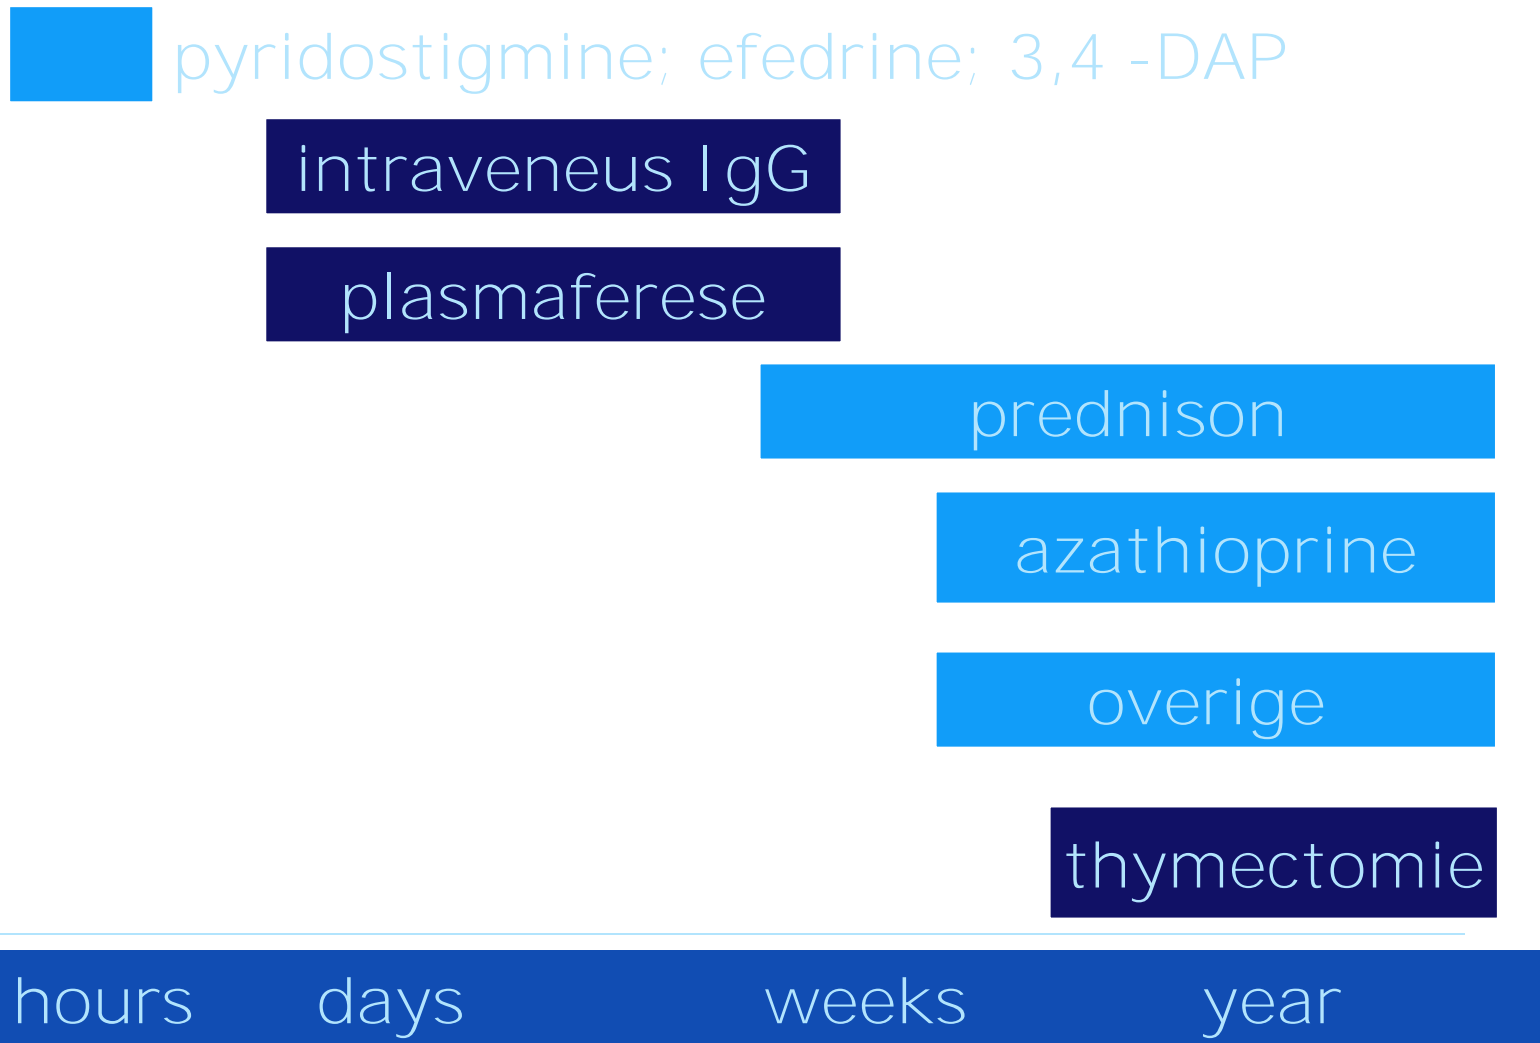 pyridostigmine; efedrine; 3,4 -DAP
intraveneus IgG
plasmaferese
prednison
azathioprine
overige
thymectomie
hours days weeks year